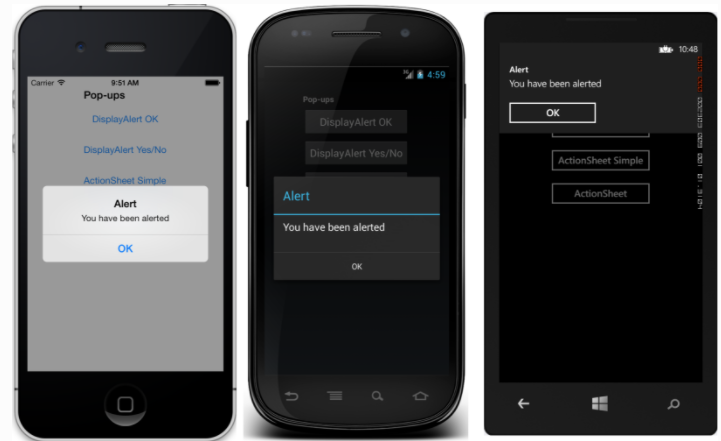 Carrier
9:51 AM
Pop-ups
DisplayAlert OK
DisplayAlert Yes/No
ActionSheet Simple
Alert
You have been alerted
OK
4:59
Pop-ups
DisplayAlert OK
DisplayAlert Yes/No
Alert
You have been alerted
OK
10:48
Alert
You have been alerted
OK
ActionSheet Simple
ActionSheet